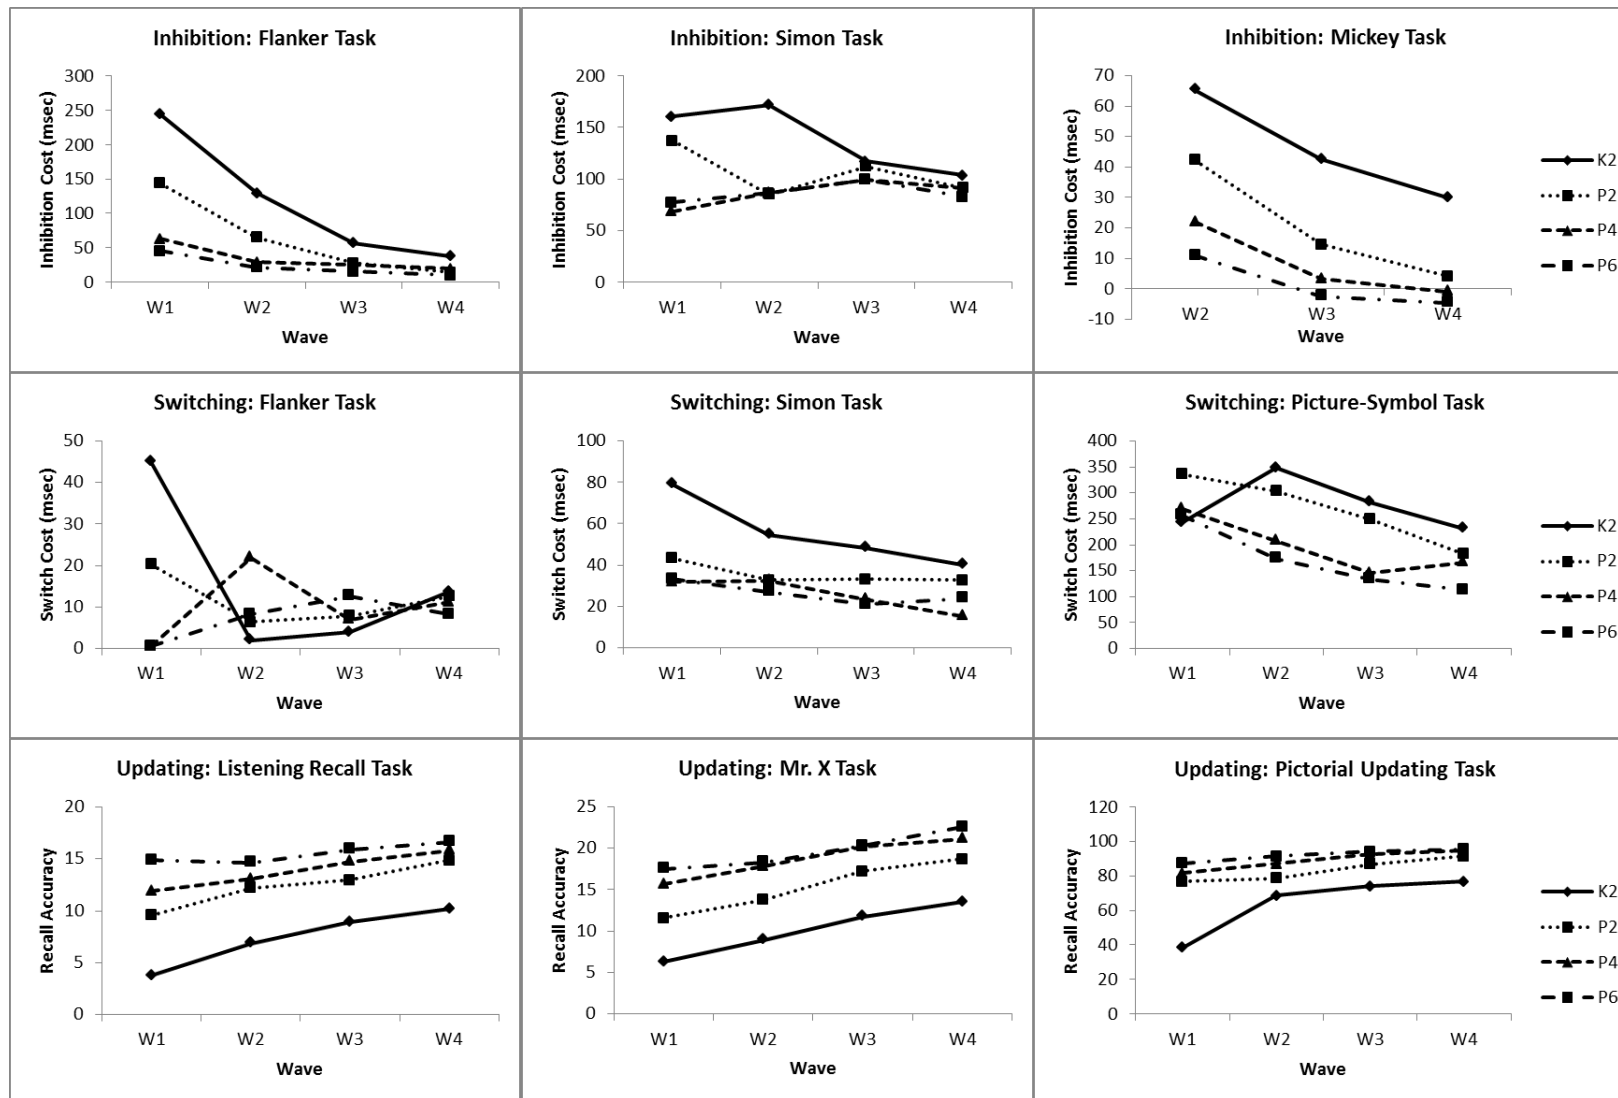 Inhibition: Flanker Task
Inhibition Cost (msec)
300
250
200
150
100
50
0
W1 W2 W3 W4
Wave
Inhibition: Simon Task
Inhibition Cost (msec)
200
150
100
50
0
W1 W2 W3 W4
Wave
Inhibition: Mickey Task
Inhibition Cost (msec)
70
60
50
40
30
20
10
0
-10
W2 W3 W4
Wave
K2
P2
P4
P6
Switching: Flanker Task
Switch Cost (msec)
50
40
30
20
10
0
W1 W2 W3 W4
Wave
Switching: Simon Task
Switch Cost (msec)
100
80
60
40
20
0
W1 W2 W3 W4
Wave
Switching: Picture-Symbol Task
Switch Cost (msec)
400
350
300
250
200
150
100
50
0
W1 W2 W3 W4
Wave
K2
P2
P4
P6
Updating: Listening Recall Task
Recall Accuracy
20
15
10
5
0
W1 W2 W3 W4
Wave
Updating: Mr. X Task
Recall Accuracy
25
20
15
10
5
0
W1 W2 W3 W4
Wave
Updating: Pictorial Updating Task
Recall Accuracy
120
100
80
60
40
20
0
W1 W2 W3 W4
Wave
K2
P2
P4
P6